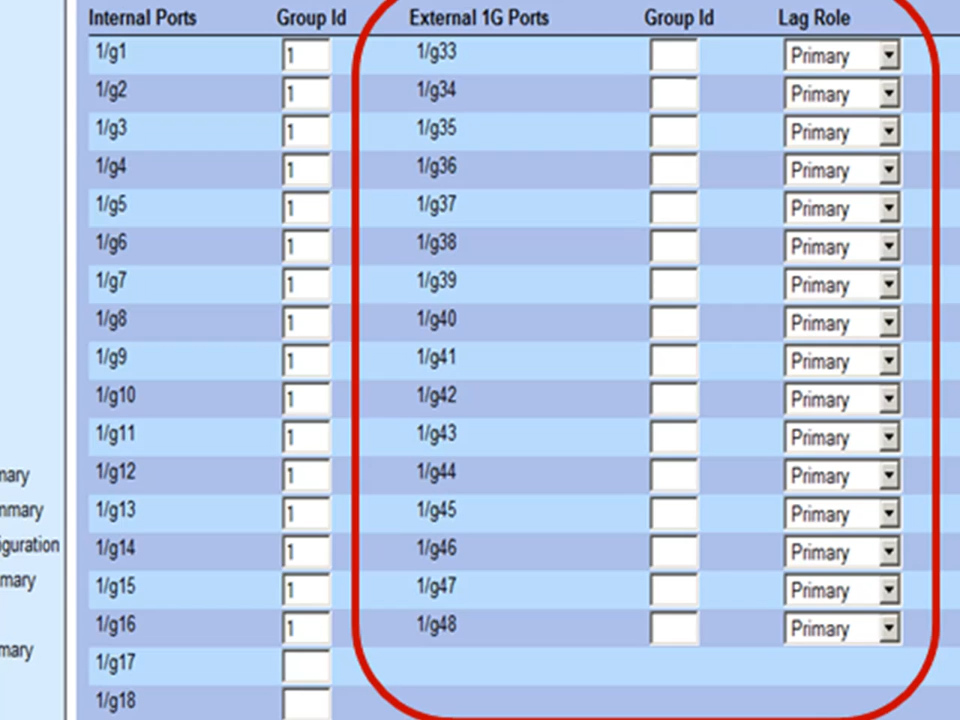 Internal Ports Group Id External 1G Ports Group Id Lag Role
1/g1 1 1/g33 Primary
1/g2 1 1/g34 Primary
1/g3 1 1/g35 Primary
1/g4 1 1/g36 Primary
1/g5 1 1/g37 Primary
1/g6 1 1/g38 Primary
1/g7 1 1/g39 Primary
1/g8 1 1/g40 Primary
1/g9 1 1/g41 Primary
1/g10 1 1/g42 Primary
1/g11 1 1/g43 Primary
mary 1/g12 1 1/g44 Primary
mmary 1/g13 1 1/g45 Primary
iguration 1/g14 1 1/g46 Primary
mary 1/g15 1 1/g47 Primary
1/g16 1 1/g48 Primary
mary 1/g17
1/g18